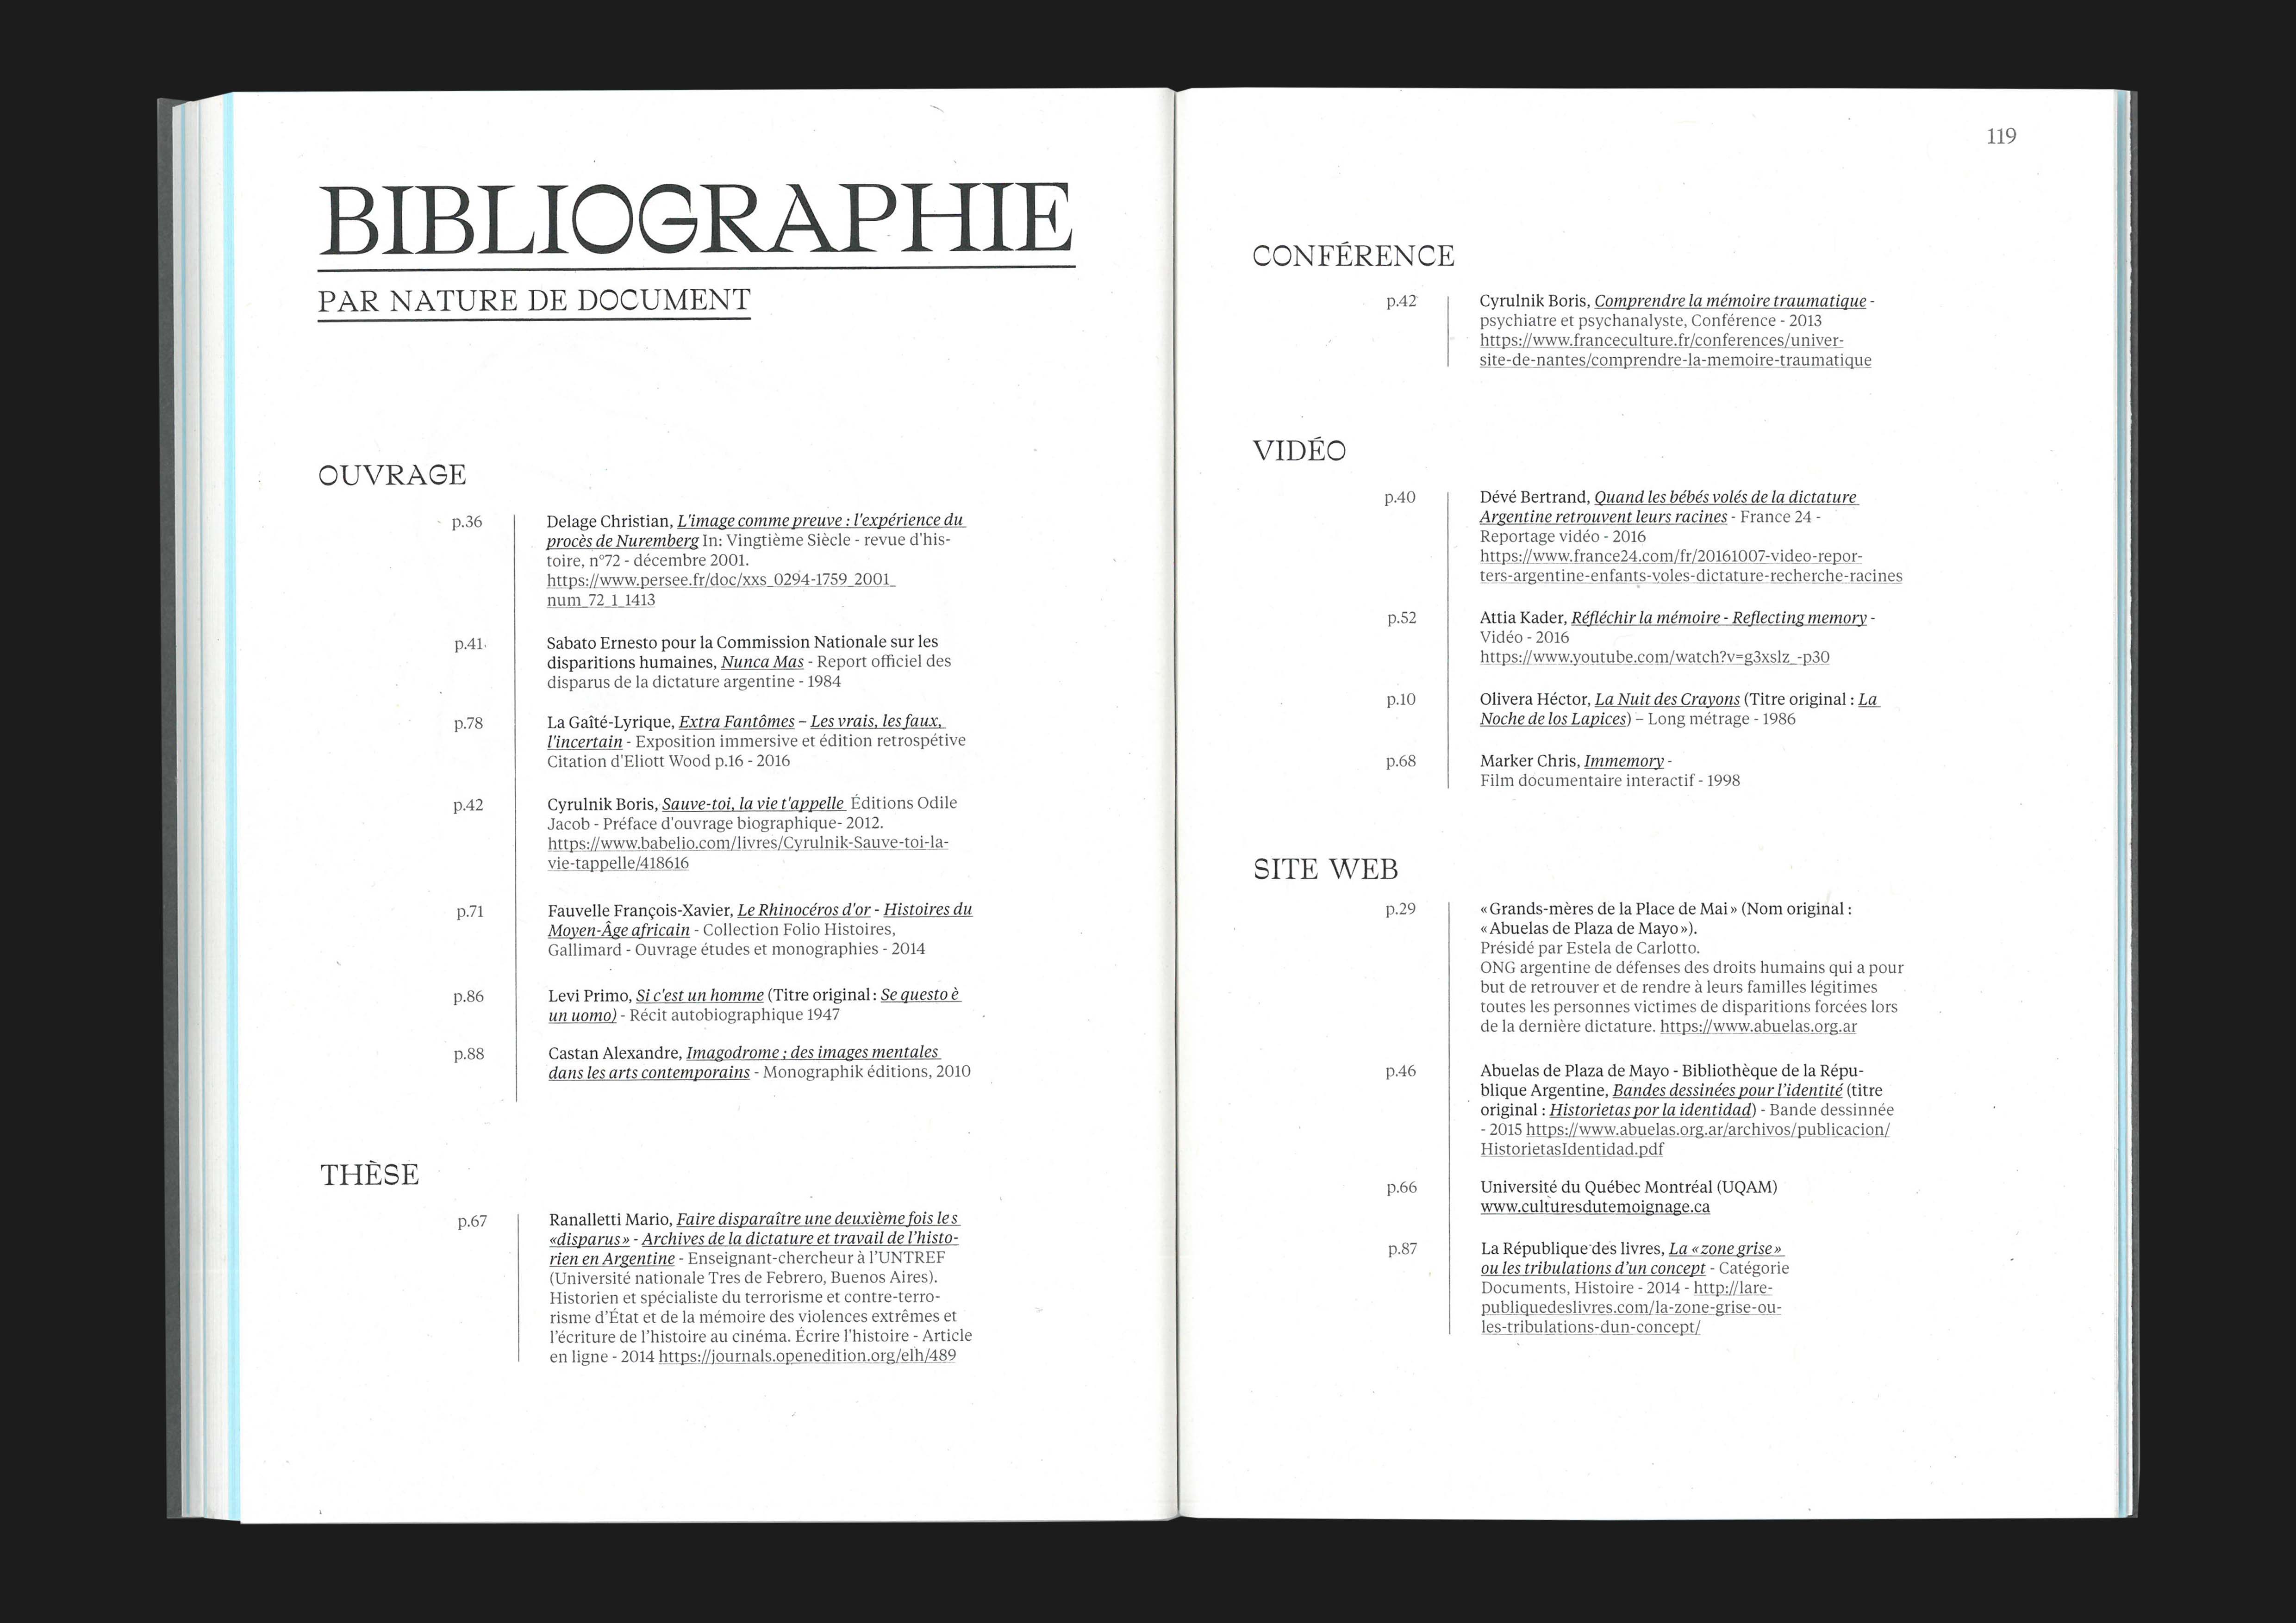 BIBLIOGRAPHIE
PAR NATURE DE DOCUMENT
OUVRAGE
p.36
Delage Christian, L'image comme preuve : l'expérience du
procès de Nuremberg In: Vingtième Siècle - revue d'his-
toire, n°72 - décembre 2001.
https://www.persee.fr/doc/xxs_0294-1759_2001_
num_72_1_1413
p.41
Sabato Ernesto pour la Commission Nationale sur les
disparitions humaines, Nunca Mas - Report officiel des
disparus de la dictature argentine - 1984
p.78
La Gaîté-Lyrique, Extra Fantômes – Les vrais, les faux,
l'incertain - Exposition immersive et édition retrospétive
Citation d'Eliott Wood p.16 - 2016
p.42
Cyrulnik Boris, Sauve-toi, la vie t'appelle Éditions Odile
Jacob - Préface d'ouvrage biographique- 2012.
https://www.babelio.com/livres/Cyrulnik-Sauve-toi-la-
vie-tappelle/418616
p.71
Fauvelle François-Xavier, Le Rhinocéros d'or - Histoires du
Moyen-Âge africain - Collection Folio Histoires,
Gallimard - Ouvrage études et monographies - 2014
p.86
Levi Primo, Si c'est un homme (Titre original : Se questo è
un uomo) - Récit autobiographique 1947
p.88
Castan Alexandre, Imagodrome ; des images mentales
dans les arts contemporains - Monographik éditions, 2010
THÈSE
p.67
Ranalletti Mario, Faire disparaître une deuxième fois les
«disparus» - Archives de la dictature et travail de l'histo-
rien en Argentine - Enseignant-chercheur à l'UNTREF
(Université nationale Tres de Febrero, Buenos Aires).
Historien et spécialiste du terrorisme et contre-terro-
risme d'État et de la mémoire des violences extrêmes et
l'écriture de l'histoire au cinéma. Écrire l'histoire - Article
en ligne - 2014 https://journals.openedition.org/elh/489
119
CONFÉRENCE
p.42
Cyrulnik Boris, Comprendre la mémoire traumatique -
psychiatre et psychanalyste, Conférence - 2013
https://www.franceculture.fr/conferences/univer-
site-de-nantes/comprendre-la-memoire-traumatique
VIDÉO
p.40
Dévé Bertrand, Quand les bébés volés de la dictature
Argentine retrouvent leurs racines - France 24 -
Reportage vidéo - 2016
https://www.france24.com/fr/20161007-video-repor-
ters-argentine-enfants-voles-dictature-recherche-racines
p.52
Attia Kader, Réfléchir la mémoire - Reflecting memory -
Vidéo - 2016
https://www.youtube.com/watch?v=g3xslz_-p30
p.10
Olivera Héctor, La Nuit des Crayons (Titre original : La
Noche de los Lapices) – Long métrage - 1986
p.68
Marker Chris, Immemory -
Film documentaire interactif - 1998
SITE WEB
p.29
«Grands-mères de la Place de Mai» (Nom original :
«Abuelas de Plaza de Mayo»).
Présidé par Estela de Carlotto.
ONG argentine de défenses des droits humains qui a pour
but de retrouver et de rendre à leurs familles légitimes
toutes les personnes victimes de disparitions forcées lors
de la dernière dictature. https://www.abuelas.org.ar
p.46
Abuelas de Plaza de Mayo - Bibliothèque de la Répu-
blique Argentine, Bandes dessinées pour l'identité (titre
original : Historietas por la identidad) - Bande dessinnée
- 2015 https://www.abuelas.org.ar/archivos/publicacion/
HistorietasIdentidad.pdf
p.66
Université du Québec Montréal (UQAM)
www.culturesdutemoignage.ca
p.87
La République des livres, La «zone grise»
ou les tribulations d'un concept - Catégorie
Documents, Histoire - 2014 - http://lare-
publiquedeslivres.com/la-zone-grise-ou-
les-tribulations-dun-concept/